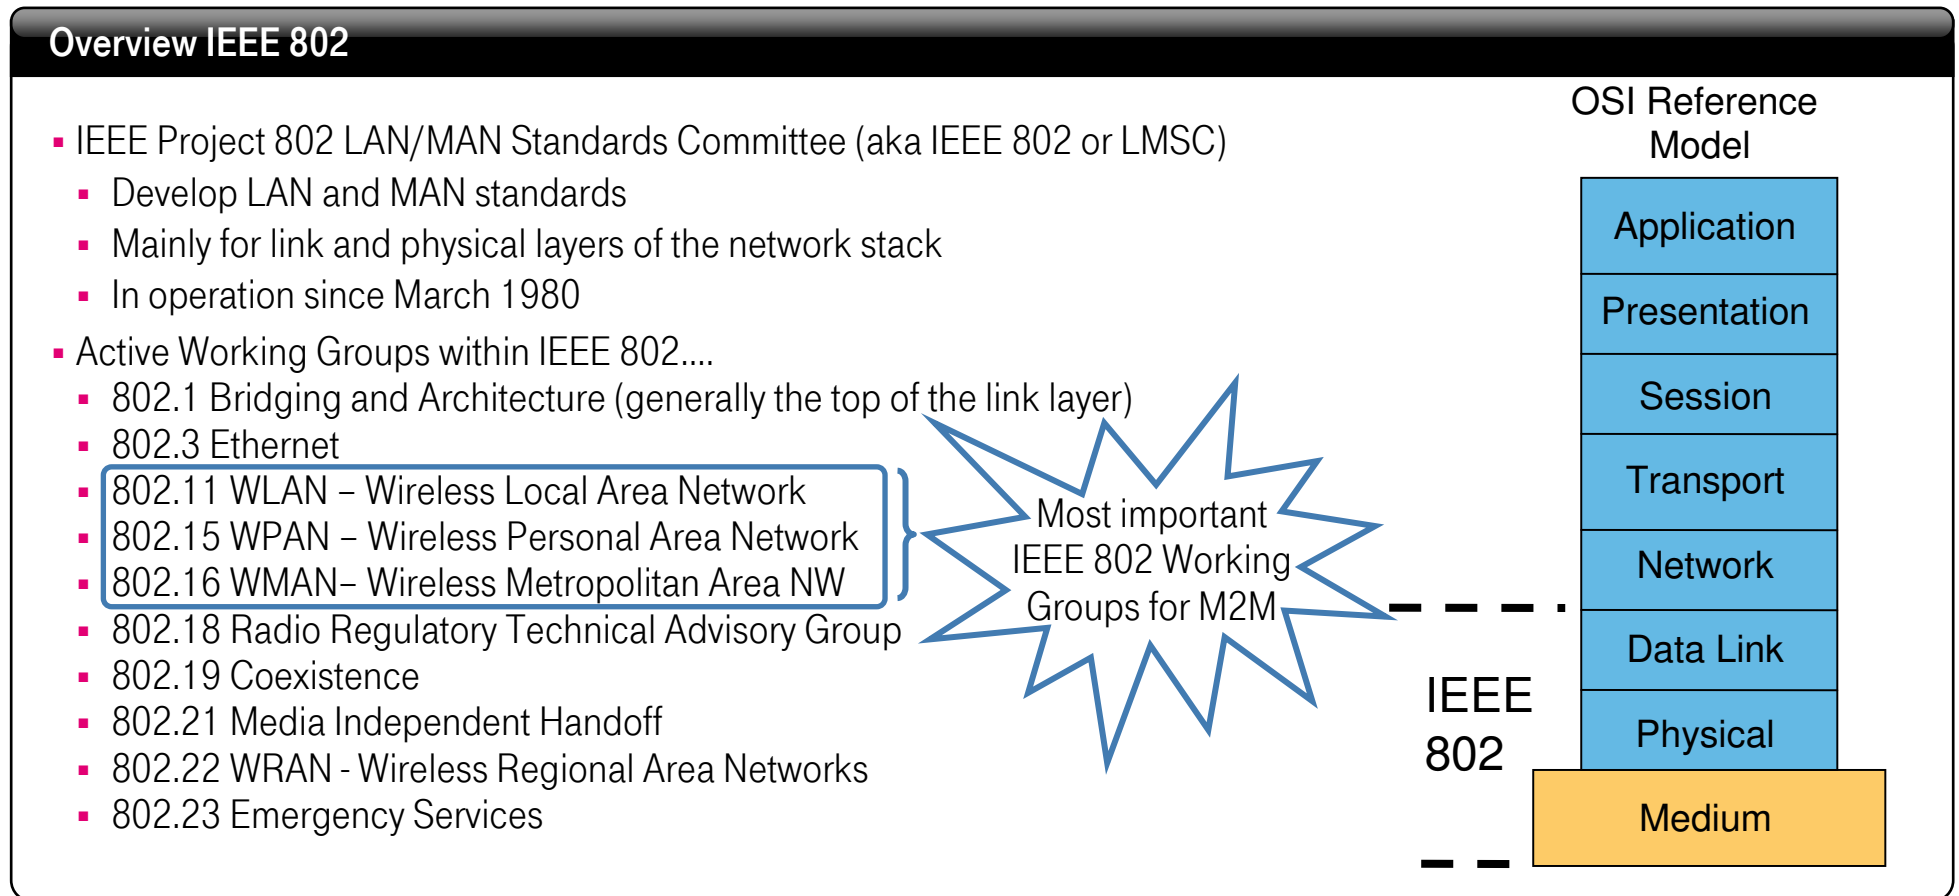 Overview IEEE 802
IEEE Project 802 LAN/MAN Standards Committee (aka IEEE 802 or LMSC)
Develop LAN and MAN standards
Mainly for link and physical layers of the network stack
In operation since March 1980
Active Working Groups within IEEE 802....
802.1 Bridging and Architecture (generally the top of the link layer)
802.3 Ethernet
802.11 WLAN – Wireless Local Area Network
802.15 WPAN – Wireless Personal Area Network
802.16 WMAN– Wireless Metropolitan Area NW
802.18 Radio Regulatory Technical Advisory Group
802.19 Coexistence
802.21 Media Independent Handoff
802.22 WRAN - Wireless Regional Area Networks
802.23 Emergency Services
Most important
IEEE 802 Working
Groups for M2M
OSI Reference
Model
Application
Presentation
Session
Transport
Network
Data Link
Physical
Medium
IEEE
802